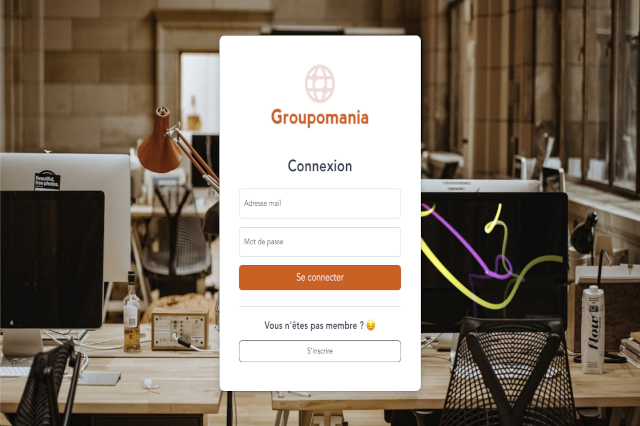 Groupomania
Connexion
Adresse mail
Mot de passe
Se connecter
Vous n'êtes pas membre ? 😔
S'inscrire
Beautiful,
free photos.
flow